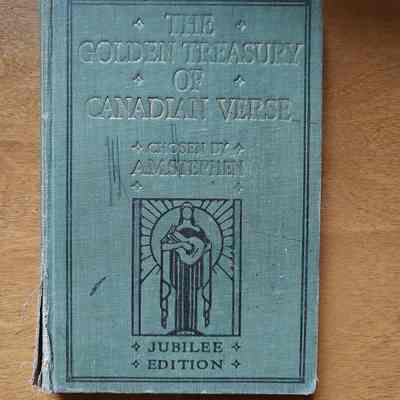 THE
GOLDEN TREASURY
OF
CANADIAN VERSE
CHOSEN BY
A.M. STEPHEN
JUBILEE
EDITION